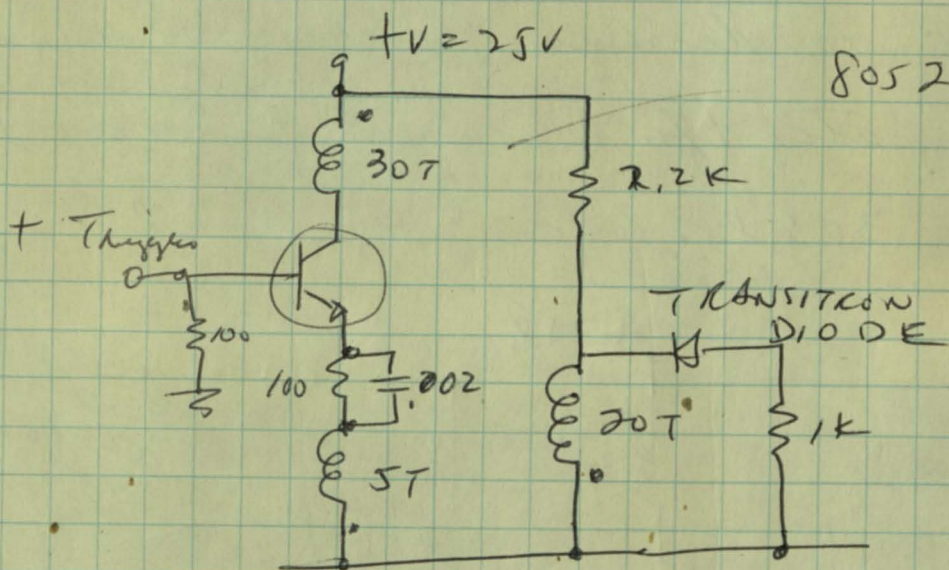 +V = 25V
8052
30T
2.2K
+ Trigger
TRANSITRON
DIODE
100
100
.002
20T
1K
5T